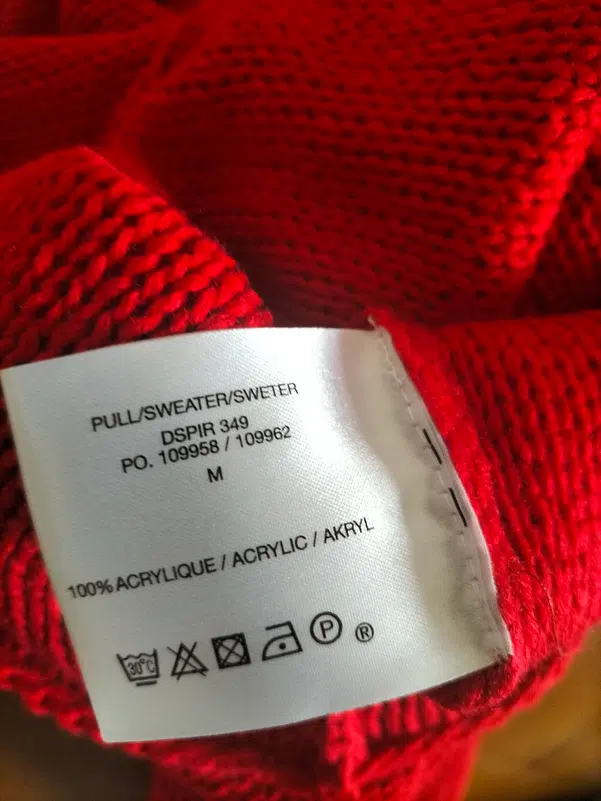 PULL/SWEATER/SWETER
DSPIR 349
PO. 109958 / 109962
M
100% ACRYLIQUE / ACRYLIC / AKRYL
30°C P ®